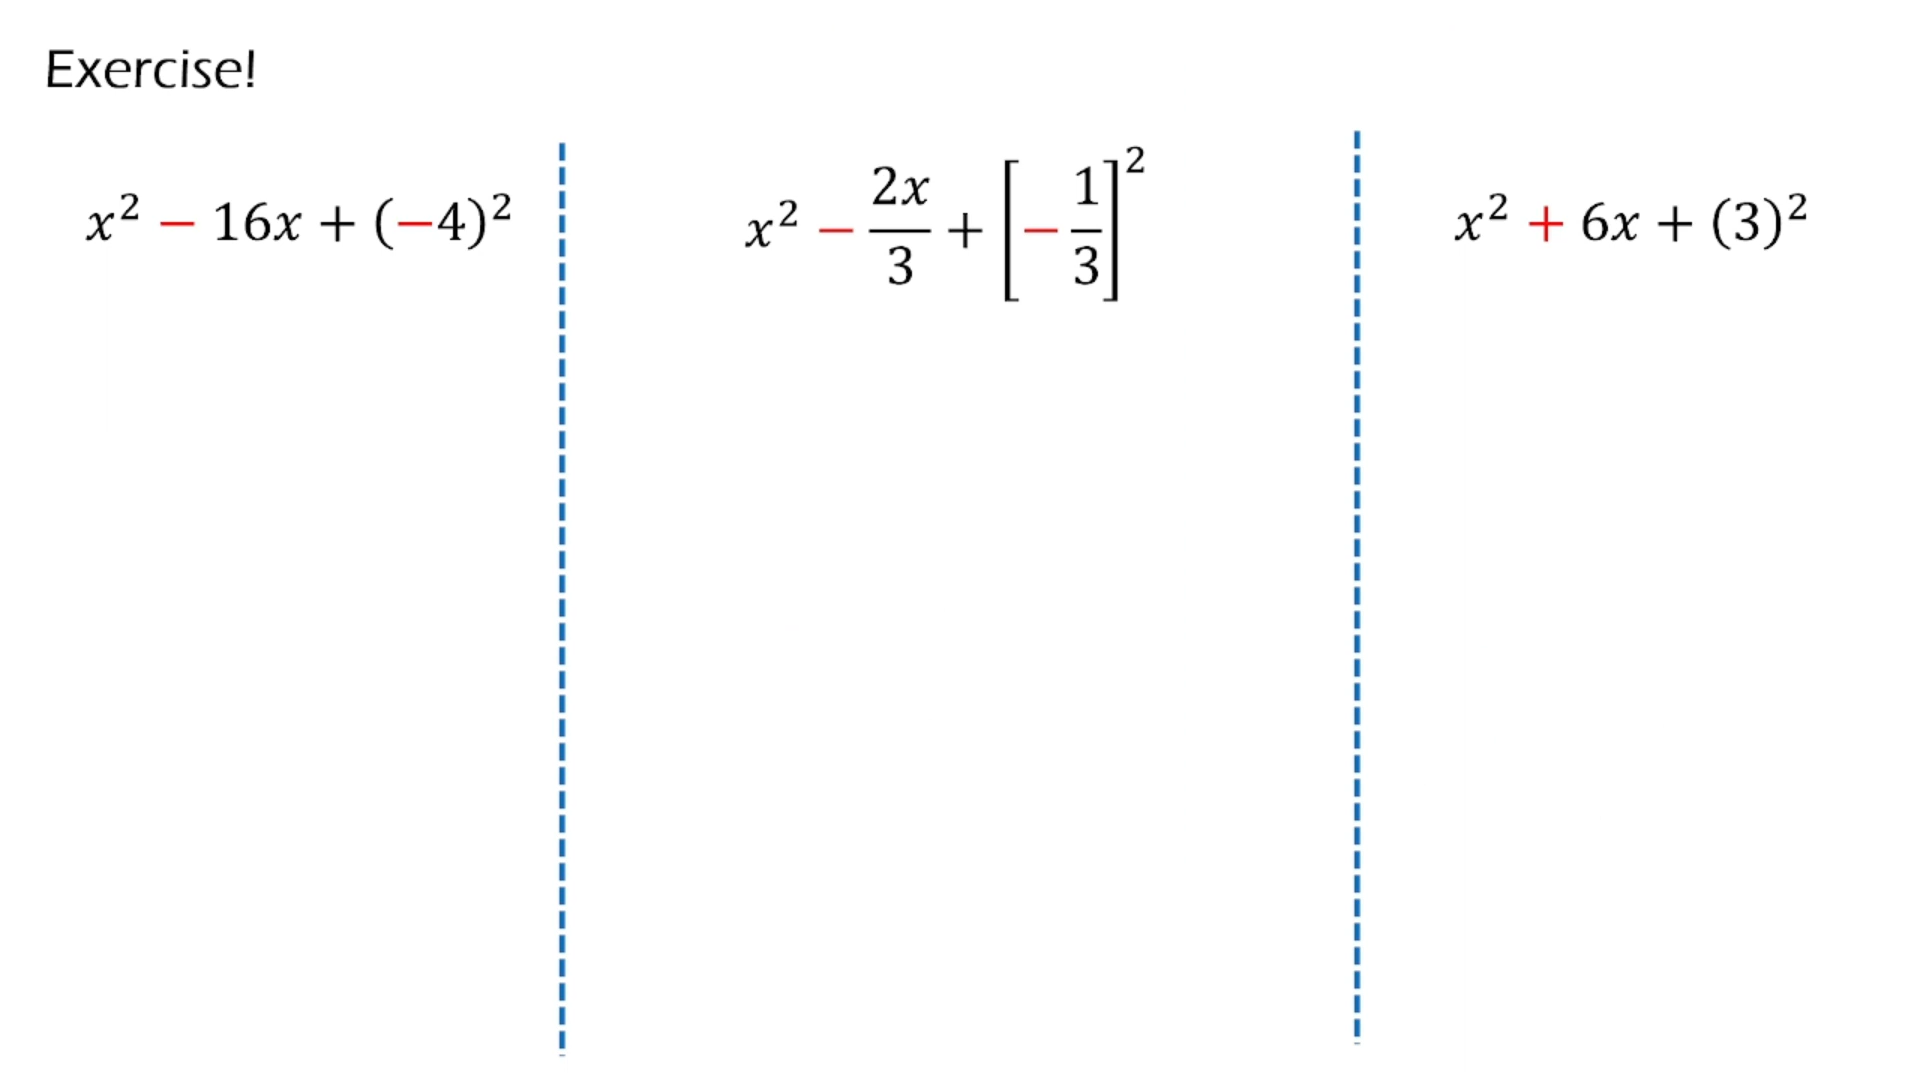 Exercise!
x² − 16x + (−4)²
x² − 2x/3 + [−1/3]²
x² + 6x + (3)²